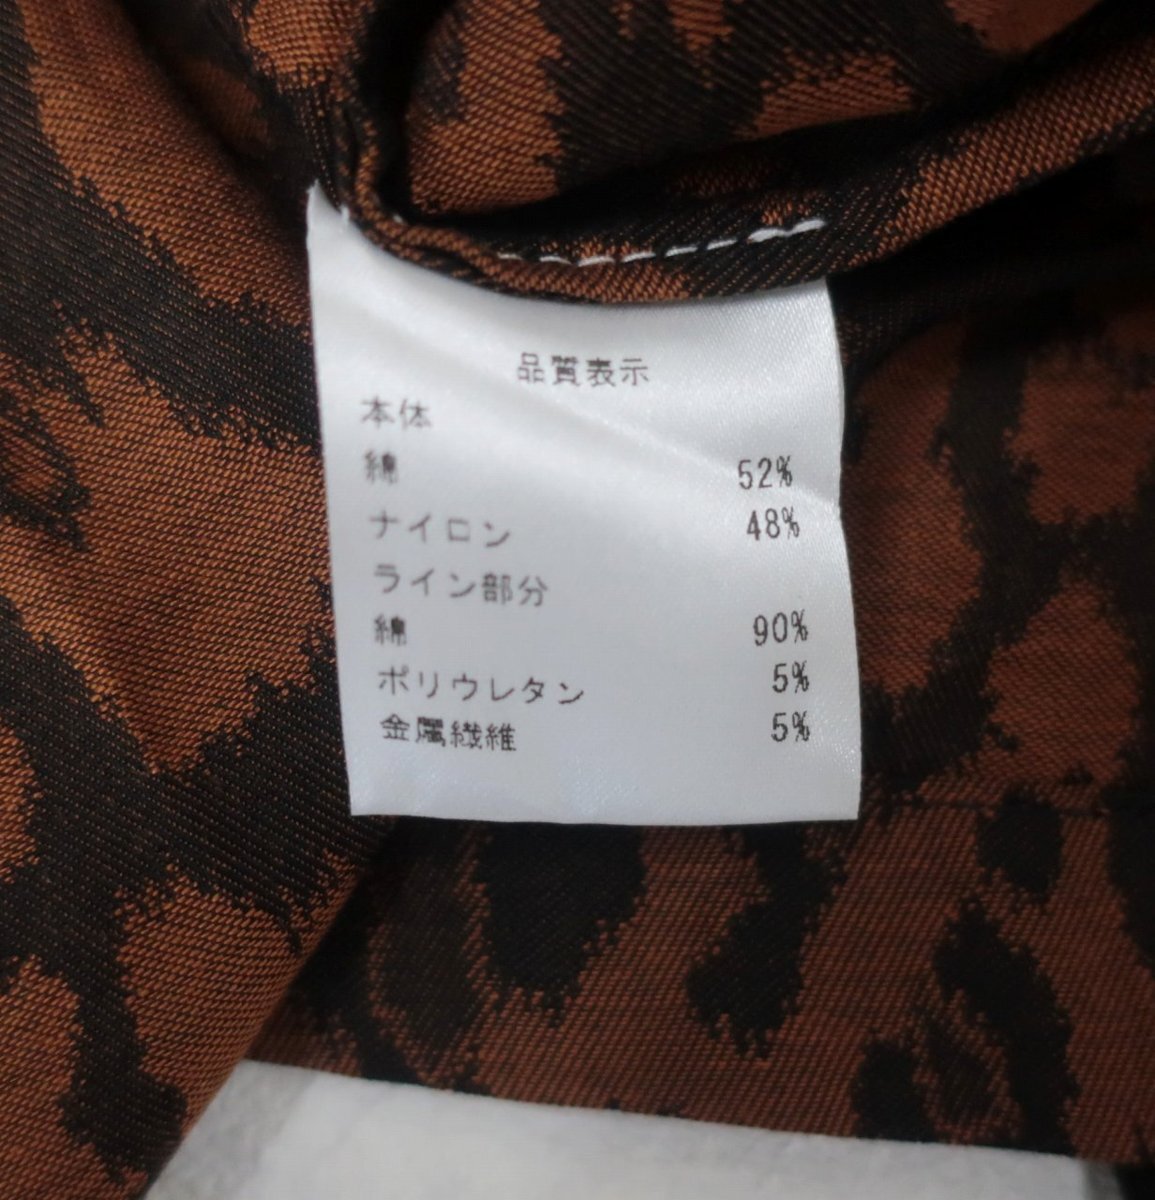 品質表示
本体
綿 52%
ナイロン 48%
ライン部分
綿 90%
ポリウレタン 5%
金属繊維 5%